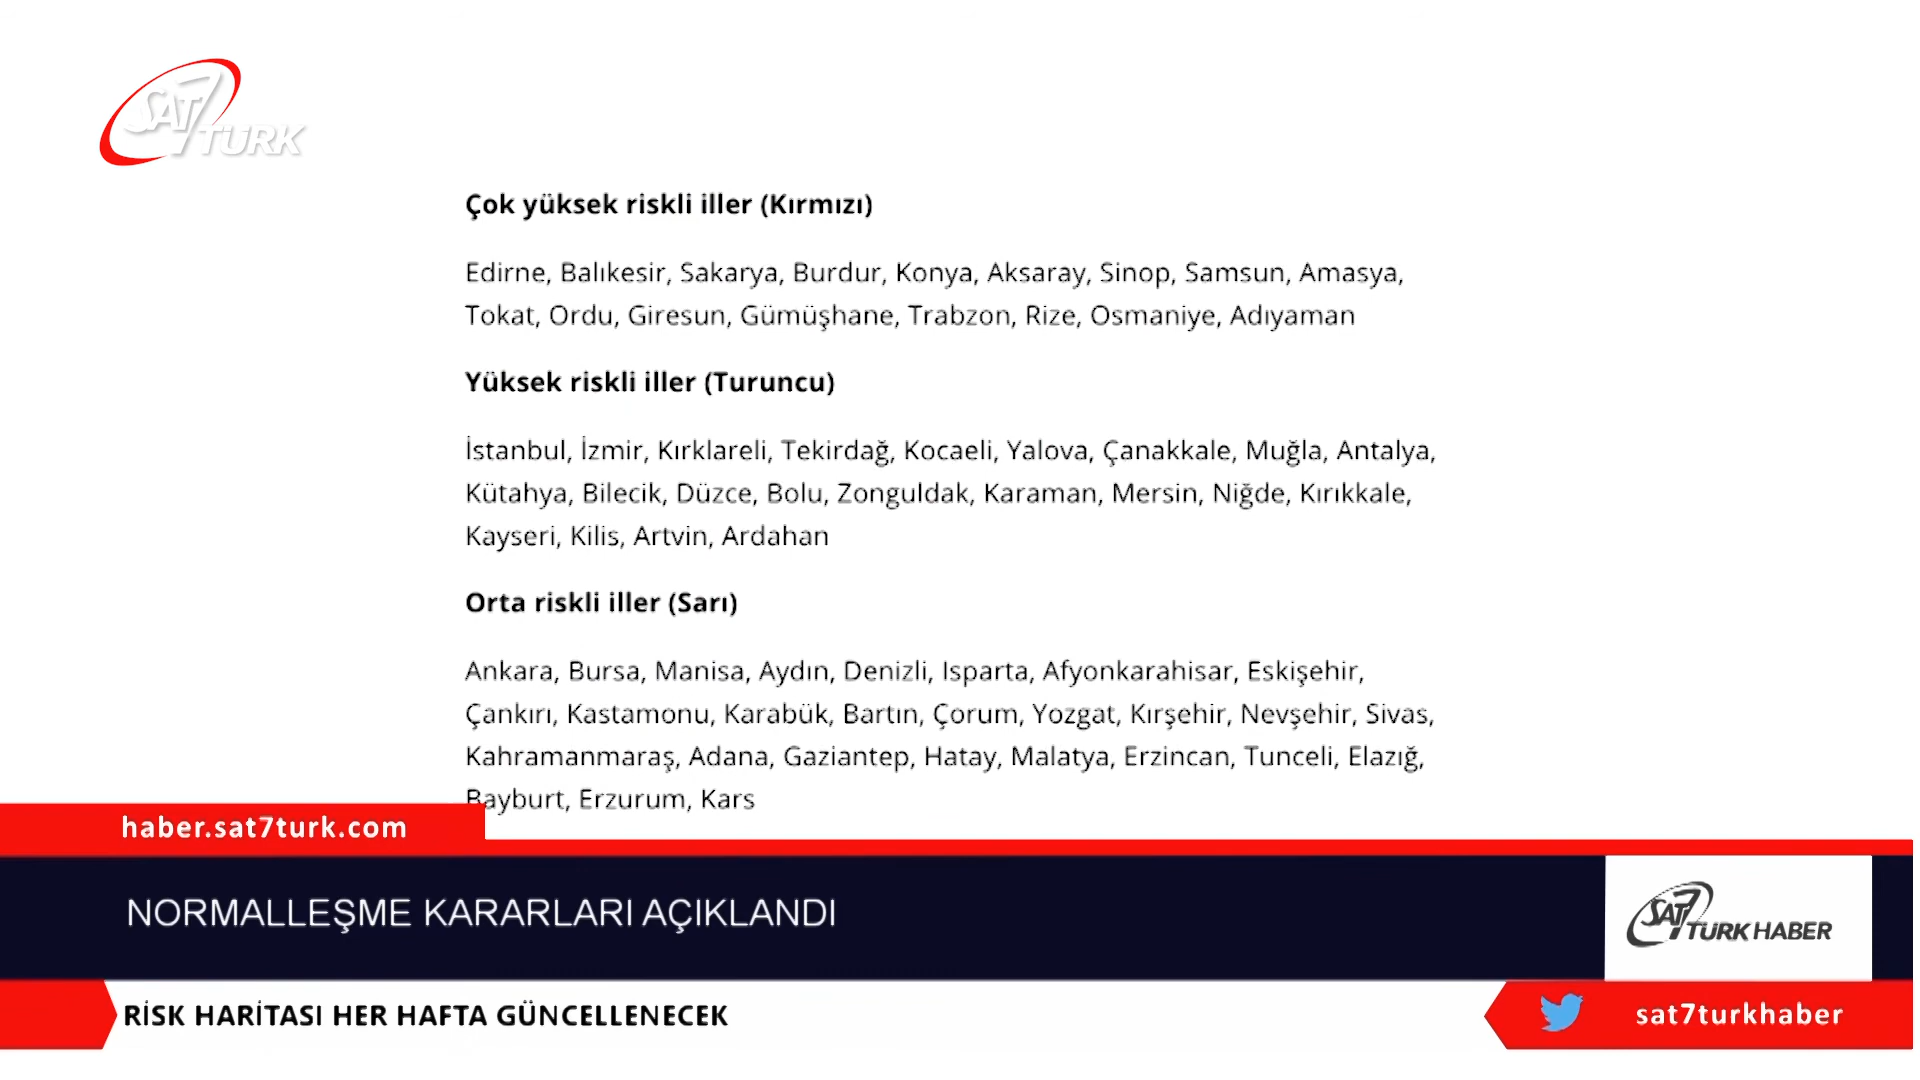 SAT7 TURK
Çok yüksek riskli iller (Kırmızı)
Edirne, Balıkesir, Sakarya, Burdur, Konya, Aksaray, Sinop, Samsun, Amasya,
Tokat, Ordu, Giresun, Gümüşhane, Trabzon, Rize, Osmaniye, Adıyaman
Yüksek riskli iller (Turuncu)
İstanbul, İzmir, Kırklareli, Tekirdağ, Kocaeli, Yalova, Çanakkale, Muğla, Antalya,
Kütahya, Bilecik, Düzce, Bolu, Zonguldak, Karaman, Mersin, Niğde, Kırıkkale,
Kayseri, Kilis, Artvin, Ardahan
Orta riskli iller (Sarı)
Ankara, Bursa, Manisa, Aydın, Denizli, Isparta, Afyonkarahisar, Eskişehir,
Çankırı, Kastamonu, Karabük, Bartın, Çorum, Yozgat, Kırşehir, Nevşehir, Sivas,
Kahramanmaraş, Adana, Gaziantep, Hatay, Malatya, Erzincan, Tunceli, Elazığ,
Bayburt, Erzurum, Kars
haber.sat7turk.com
NORMALLEŞME KARARLARI AÇIKLANDI
SAT7 TURK HABER
RİSK HARİTASI HER HAFTA GÜNCELLENECEK
sat7turkhaber